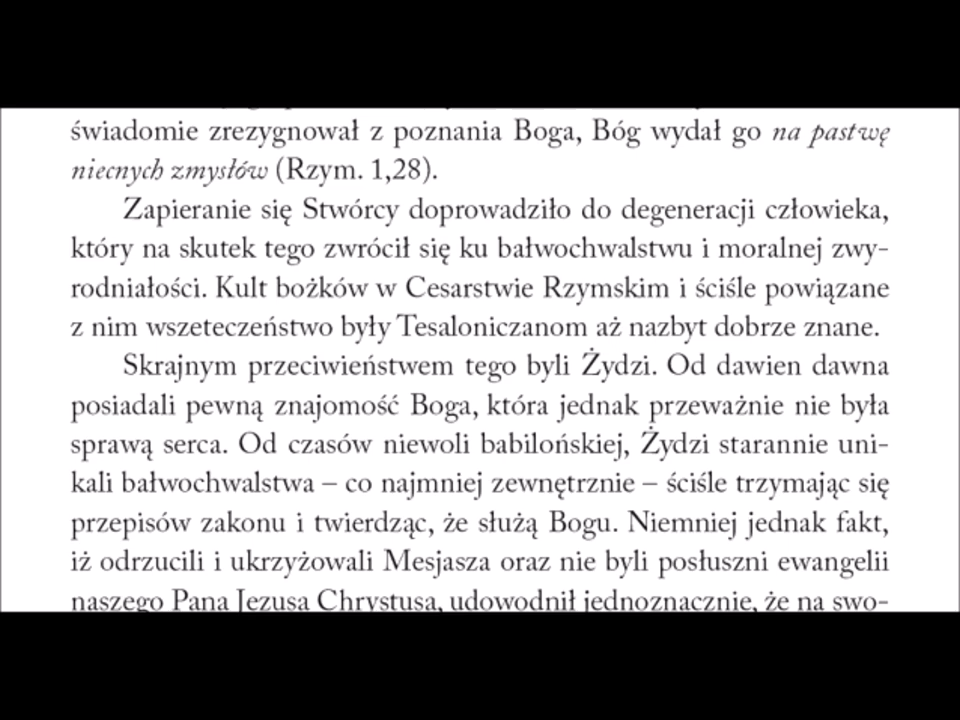 świadomie zrezygnował z poznania Boga, Bóg wydał go na pastwę
niecnych zmysłów (Rzym. 1,28).
Zapieranie się Stwórcy doprowadziło do degeneracji człowieka,
który na skutek tego zwrócił się ku bałwochwalstwu i moralnej zwy-
rodniałości. Kult bożków w Cesarstwie Rzymskim i ściśle powiązane
z nim wszeteczeństwo były Tesaloniczanom aż nazbyt dobrze znane.
Skrajnym przeciwieństwem tego byli Żydzi. Od dawien dawna
posiadali pewną znajomość Boga, która jednak przeważnie nie była
sprawą serca. Od czasów niewoli babilońskiej, Żydzi starannie uni-
kali bałwochwalstwa – co najmniej zewnętrznie – ściśle trzymając się
przepisów zakonu i twierdząc, że służą Bogu. Niemniej jednak fakt,
iż odrzucili i ukrzyżowali Mesjasza oraz nie byli posłuszni ewangelii
naszego Pana Jezusa Chrystusa, udowodnił jednoznacznie, że na swo-